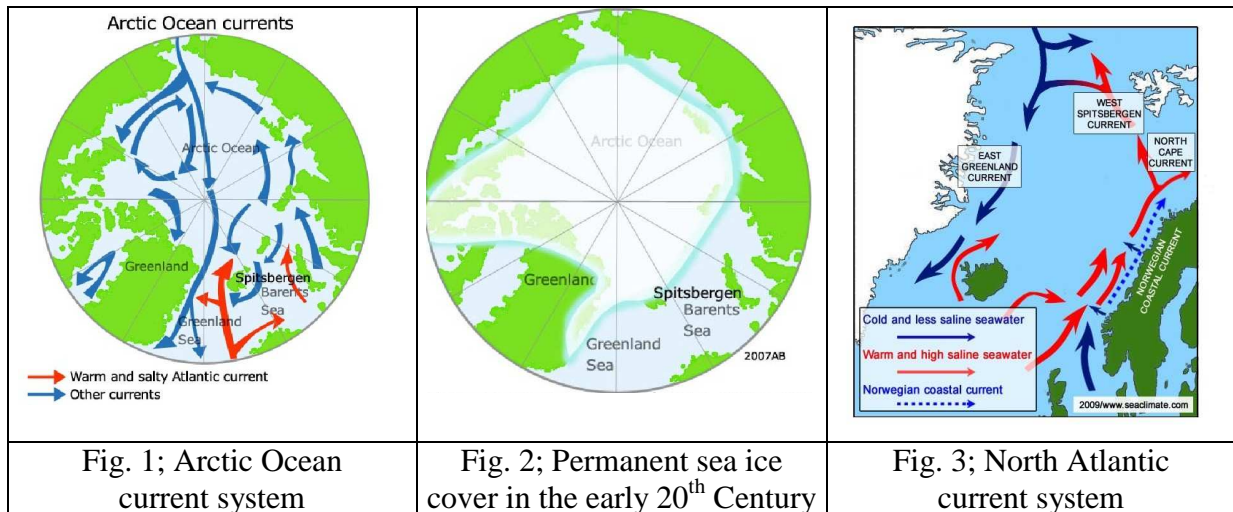 Arctic Ocean currents
Arctic Ocean
Greenland
Spitsbergen
Barents
Sea
Greenland
Sea
Warm and salty Atlantic current
Other currents
Arctic Ocean
Greenland
Spitsbergen
Barents
Sea
Greenland
Sea
2007AB
WEST
SPITSBERGEN
CURRENT
NORTH
CAPE
CURRENT
EAST
GREENLAND
CURRENT
NORWEGIAN
COASTAL CURRENT
Cold and less saline seawater
Warm and high saline seawater
Norwegian coastal current
2009/www.seaclimate.com
Fig. 1; Arctic Ocean
current system
Fig. 2; Permanent sea ice
cover in the early 20th Century
Fig. 3; North Atlantic
current system